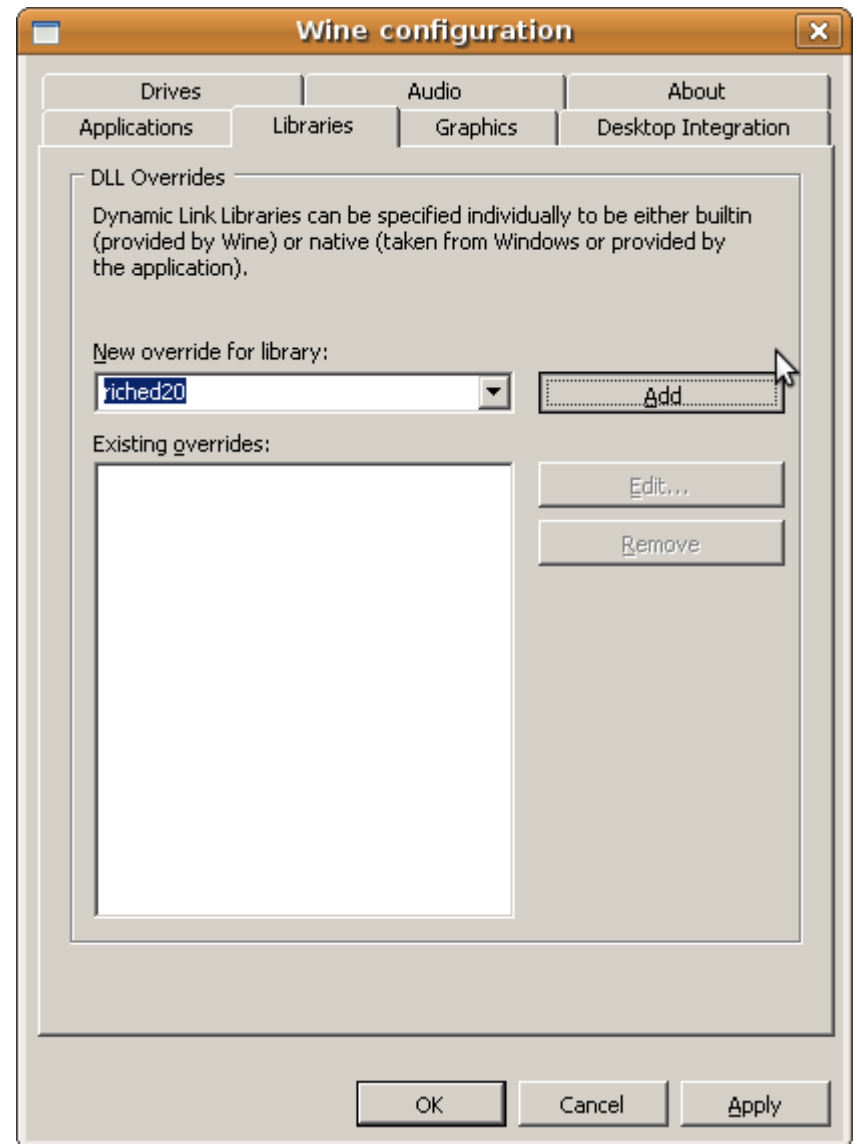 Wine configuration
Drives Audio About
Applications Libraries Graphics Desktop Integration
DLL Overrides
Dynamic Link Libraries can be specified individually to be either builtin
(provided by Wine) or native (taken from Windows or provided by
the application).
New override for library:
riched20 Add
Existing overrides:
Edit...
Remove
OK Cancel Apply